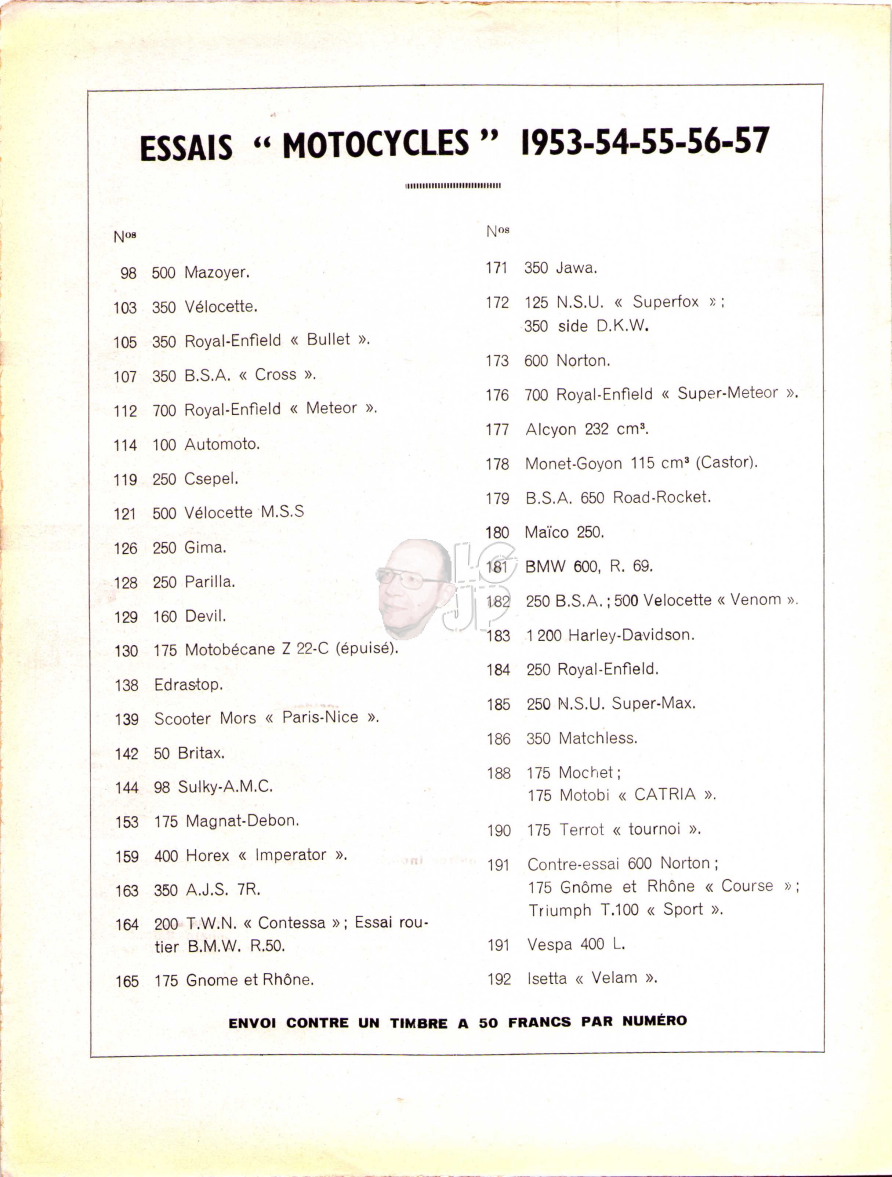 ESSAIS “ MOTOCYCLES ” 1953-54-55-56-57
Nos
98 500 Mazoyer.
103 350 Vélocette.
105 350 Royal-Enfield « Bullet ».
107 350 B.S.A. « Cross ».
112 700 Royal-Enfield « Meteor ».
114 100 Automoto.
119 250 Csepel.
121 500 Vélocette M.S.S
126 250 Gima.
128 250 Parilla.
129 160 Devil.
130 175 Motobécane Z 22-C (épuisé).
138 Edrastop.
139 Scooter Mors « Paris-Nice ».
142 50 Britax.
144 98 Sulky-A.M.C.
153 175 Magnat-Debon.
159 400 Horex « Imperator ».
163 350 A.J.S. 7R.
164 200 T.W.N. « Contessa » ; Essai rou-
tier B.M.W. R.50.
165 175 Gnome et Rhône.
Nos
171 350 Jawa.
172 125 N.S.U. « Superfox » ;
350 side D.K.W.
173 600 Norton.
176 700 Royal-Enfield « Super-Meteor ».
177 Alcyon 232 cm³.
178 Monet-Goyon 115 cm³ (Castor).
179 B.S.A. 650 Road-Rocket.
180 Maïco 250.
181 BMW 600, R. 69.
182 250 B.S.A. ; 500 Velocette « Venom ».
183 1 200 Harley-Davidson.
184 250 Royal-Enfield.
185 250 N.S.U. Super-Max.
186 350 Matchless.
188 175 Mochet ;
175 Motobi « CATRIA ».
190 175 Terrot « tournoi ».
191 Contre-essai 600 Norton ;
175 Gnôme et Rhône « Course » ;
Triumph T.100 « Sport ».
191 Vespa 400 L.
192 Isetta « Velam ».
ENVOI CONTRE UN TIMBRE A 50 FRANCS PAR NUMÉRO
LC
JP